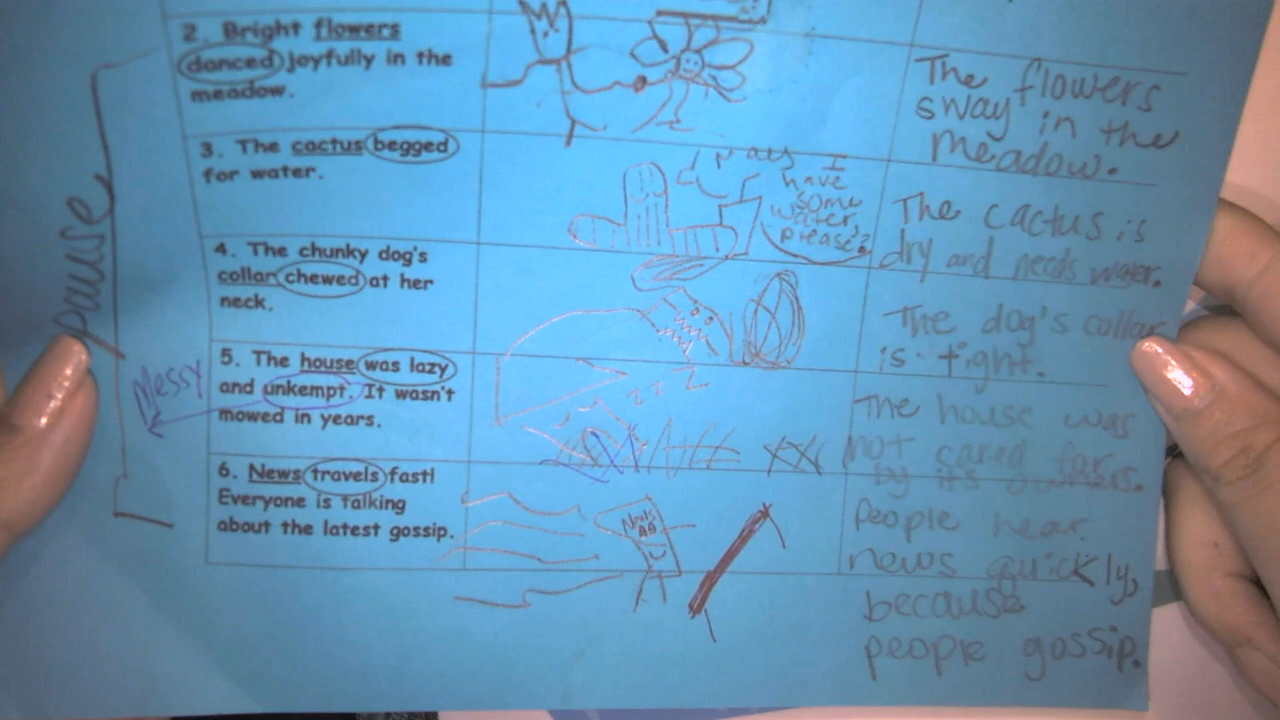 2. Bright flowers
danced joyfully in the
meadow.
The flowers
sway in the
meadow.
3. The cactus begged
for water.
I
have
some
water,
please?
The cactus is
dry and needs water.
4. The chunky dog's
collar chewed at her
neck.
The dog's collar
is tight.
5. The house was lazy
and unkempt. It wasn't
mowed in years.
zzz
The house was
not cared for
by it's owners.
6. News travels fast!
Everyone is talking
about the latest gossip.
News
People hear
news quickly,
because
people gossip.
pause
Messy